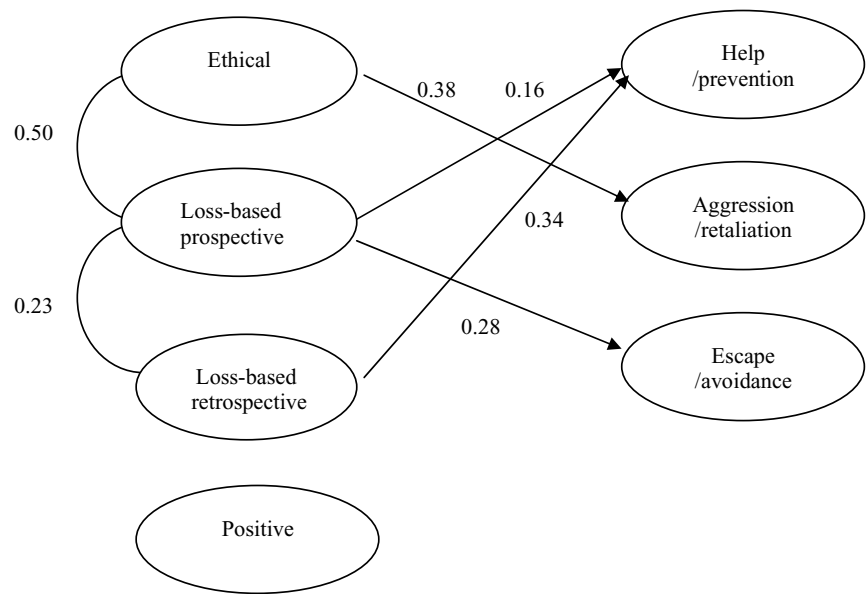 Ethical
Help
/prevention
0.38
0.16
0.50
Loss-based
prospective
Aggression
/retaliation
0.34
0.23
0.28
Loss-based
retrospective
Escape
/avoidance
Positive